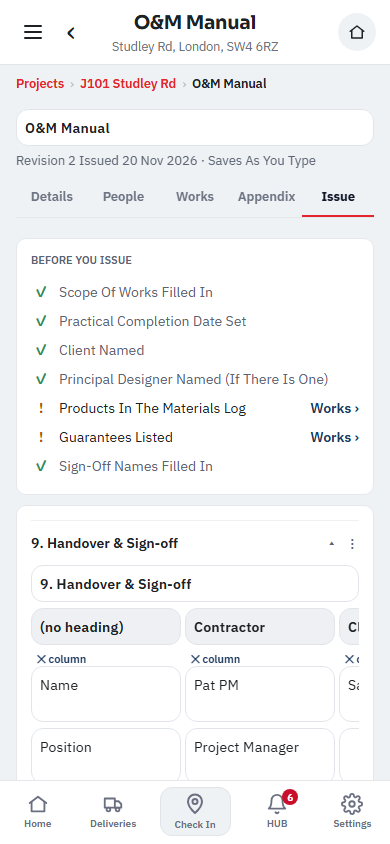 O&M Manual
Studley Rd, London, SW4 6RZ
Projects › J101 Studley Rd › O&M Manual
O&M Manual
Revision 2 Issued 20 Nov 2026 · Saves As You Type
Details People Works Appendix Issue
BEFORE YOU ISSUE
Scope Of Works Filled In
Practical Completion Date Set
Client Named
Principal Designer Named (If There Is One)
! Products In The Materials Log Works ›
! Guarantees Listed Works ›
Sign-Off Names Filled In
9. Handover & Sign-off
9. Handover & Sign-off
(no heading) Contractor
column column
Name Pat PM
Position Project Manager
6
Home Deliveries Check In HUB Settings